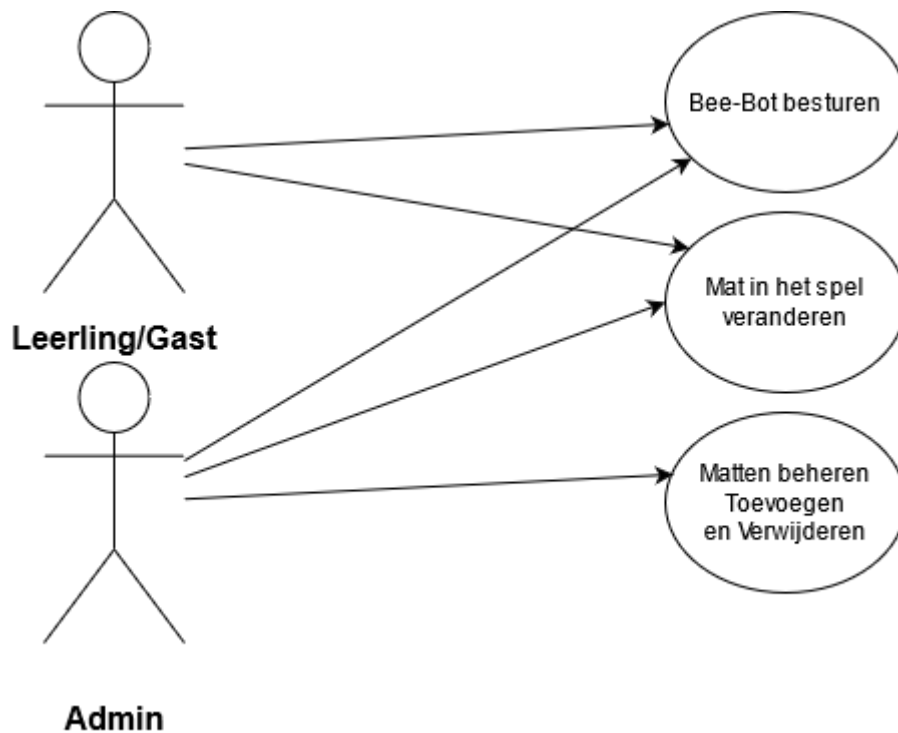 Bee-Bot besturen
Mat in het spel
veranderen
Leerling/Gast
Matten beheren
Toevoegen
en Verwijderen
Admin